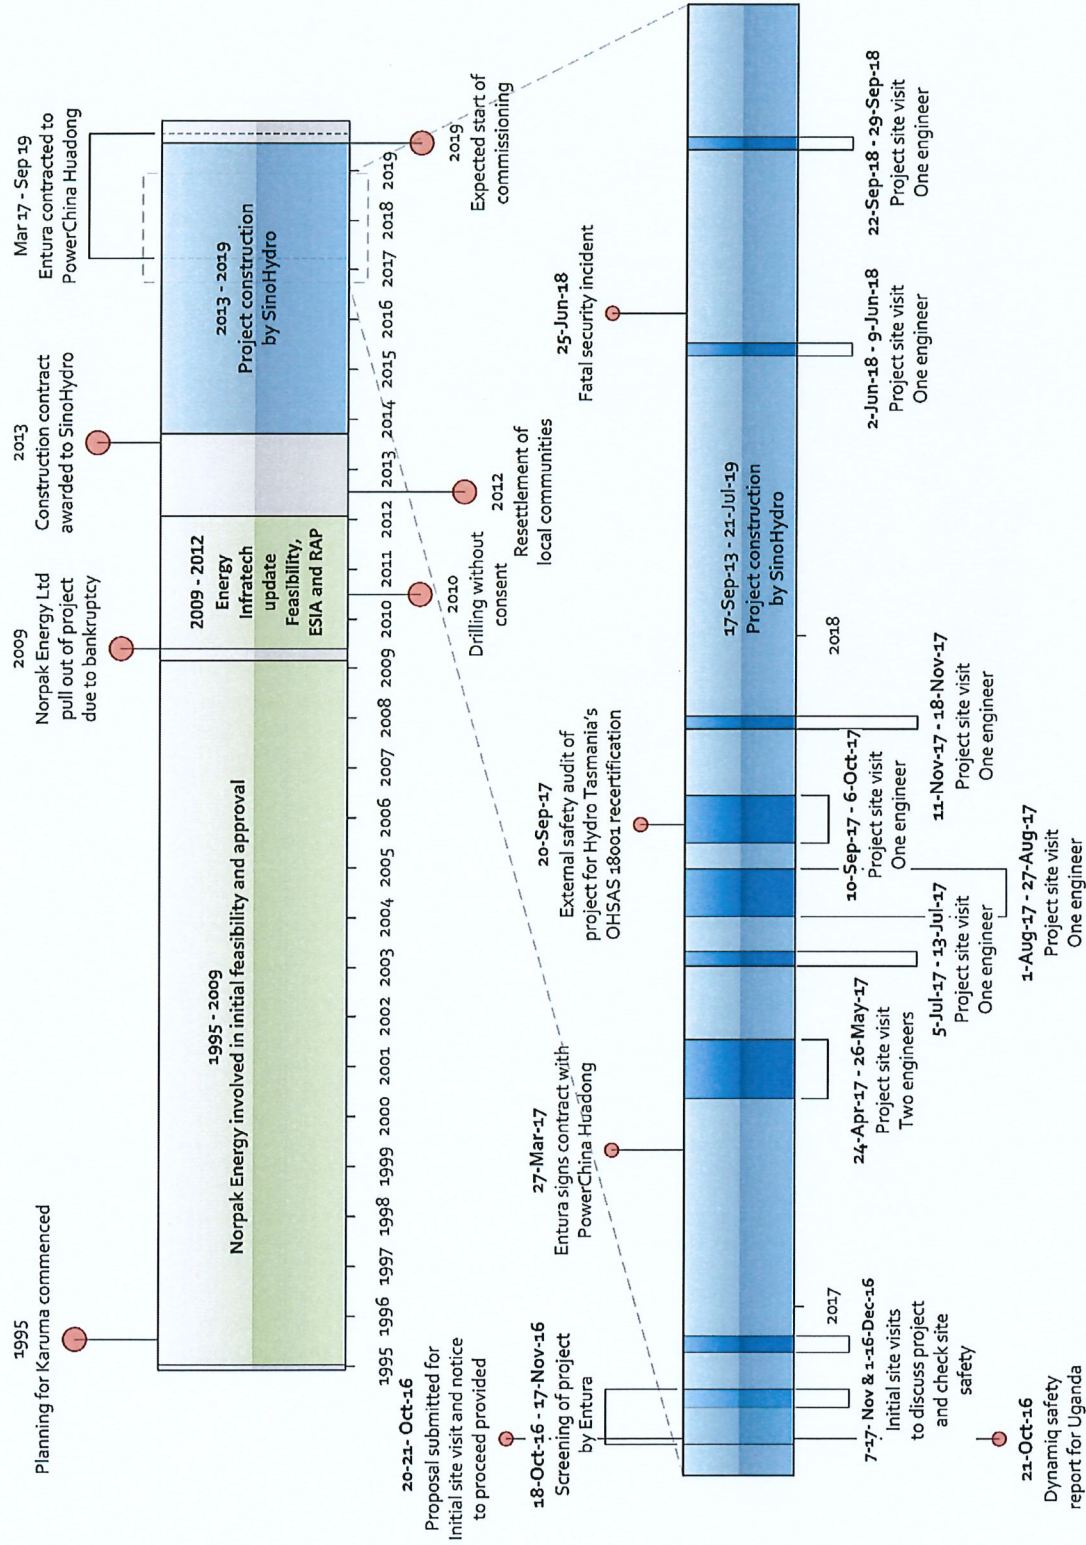 1995
Planning for Karuma commenced
2009
Norpak Energy Ltd
pull out of project
due to bankruptcy
2013
Construction contract
awarded to SinoHydro
Mar 17 - Sep 19
Entura contracted to
PowerChina Huadong
1995 - 2009
Norpak Energy involved in initial feasibility and approval
2009 - 2012
Energy
Infratech
update
Feasibility,
ESIA and RAP
2013 - 2019
Project construction
by SinoHydro
1995 1996 1997 1998 1999 2000 2001 2002 2003 2004 2005 2006 2007 2008 2009 2010 2011 2012 2013 2014 2015 2016 2017 2018 2019
2010
Drilling without
consent
2012
Resettlement of
local communities
2019
Expected start of
commissioning
20-21- Oct-16
Proposal submitted for
Initial site visit and notice
to proceed provided
18-Oct-16 - 17-Nov-16
Screening of project
by Entura
27-Mar-17
Entura signs contract with
PowerChina Huadong
20-Sep-17
External safety audit of
project for Hydro Tasmania's
OHSAS 18001 recertification
25-Jun-18
Fatal security incident
17-Sep-13 - 21-Jul-19
Project construction
by SinoHydro
2017
2018
7-17- Nov & 1-16-Dec-16
Initial site visits
to discuss project
and check site
safety
21-Oct-16
Dynamiq safety
report for Uganda
24-Apr-17 - 26-May-17
Project site visit
Two engineers
5-Jul-17 - 13-Jul-17
Project site visit
One engineer
1-Aug-17 - 27-Aug-17
Project site visit
One engineer
10-Sep-17 - 6-Oct-17
Project site visit
One engineer
11-Nov-17 - 18-Nov-17
Project site visit
One engineer
2-Jun-18 - 9-Jun-18
Project site visit
One engineer
22-Sep-18 - 29-Sep-18
Project site visit
One engineer